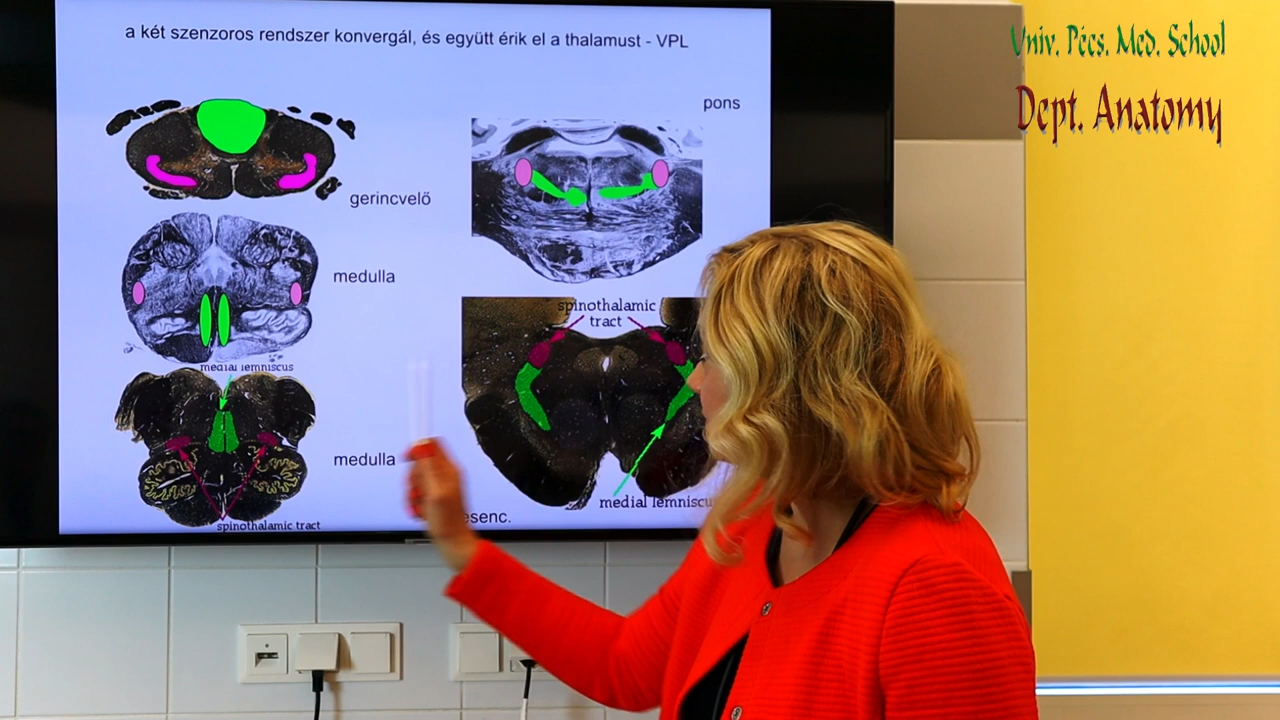 a két szenzoros rendszer konvergál, és együtt érik el a thalamust - VPL
Univ. Pécs. Med. School
Dept. Anatomy
pons
gerincvelő
medulla
spinothalamic
tract
medial lemniscus
medulla
medial lemniscu
esenc.
spinothalamic tract